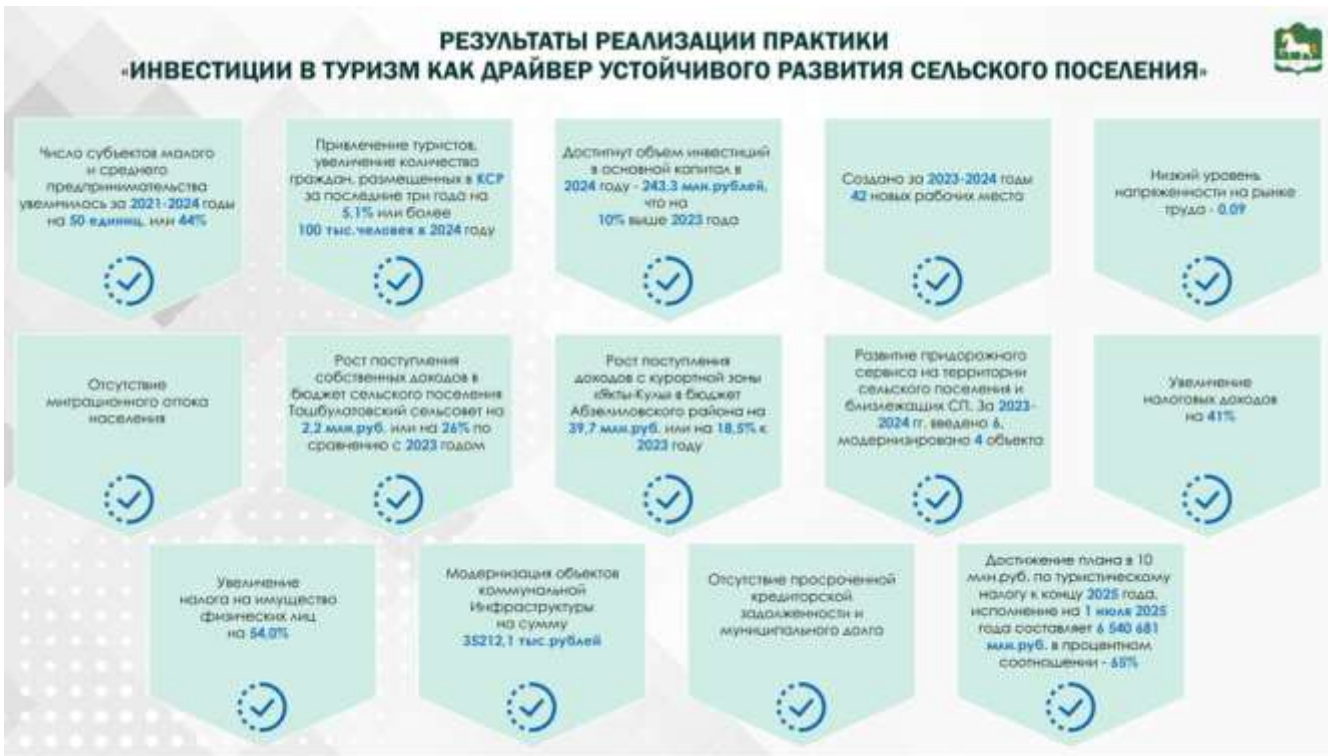 РЕЗУЛЬТАТЫ РЕАЛИЗАЦИИ ПРАКТИКИ
«ИНВЕСТИЦИИ В ТУРИЗМ КАК ДРАЙВЕР УСТОЙЧИВОГО РАЗВИТИЯ СЕЛЬСКОГО ПОСЕЛЕНИЯ»
Число субъектов малого
и среднего
предпринимательства
увеличилось за 2021-2024 годы
на 50 единиц, или 44%
Привлечение туристов,
увеличение количества
граждан, размещенных в КСР
за последние три года на
5,1% или более
100 тыс.человек в 2024 году
Достигнут объем инвестиций
в основной капитал в
2024 году - 243,3 млн.рублей,
что на
10% выше 2023 года
Создано за 2023-2024 годы
42 новых рабочих места
Низкий уровень
напряженности на рынке
труда - 0,09
Отсутствие
миграционного оттока
населения
Рост поступления
собственных доходов в
бюджет сельского поселения
Ташбулатовский сельсовет на
2,2 млн.руб. или на 26% по
сравнению с 2023 годом
Рост поступления
доходов с курортной зоны
«Якты-Куль» в бюджет
Абзелиловского района на
39,7 млн.руб. или на 18,5% к
2023 году
Развитие придорожного
сервиса на территории
сельского поселения и
близлежащих СП. За 2023-
2024 гг. введено 6,
модернизировано 4 объекта
Увеличение
налоговых доходов
на 41%
Увеличение
налога на имущество
физических лиц
на 54,0%
Модернизация объектов
коммунальной
Инфраструктуры
на сумму
35212,1 тыс.рублей
Отсутствие просроченной
кредиторской
задолженности и
муниципального долга
Достижение плана в 10
млн.руб. по туристическому
налогу к концу 2025 года,
исполнение на 1 июля 2025
года составляет 6 540 681
млн.руб. в процентном
соотношении - 65%